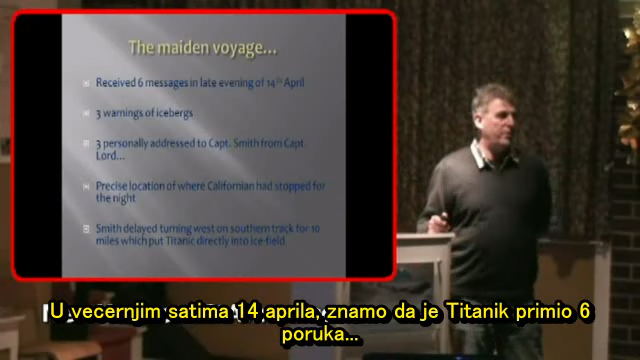 The maiden voyage...
Received 6 messages in late evening of 14th April
3 warnings of icebergs
3 personally addressed to Capt. Smith from Capt
Lord...
Precise location of where Californian had stopped for
the night
Smith delayed turning west on southern track for 10
miles which put Titanic directly into ice field
U vecernjim satima 14 aprila, znamo da je Titanik primio 6
poruka...